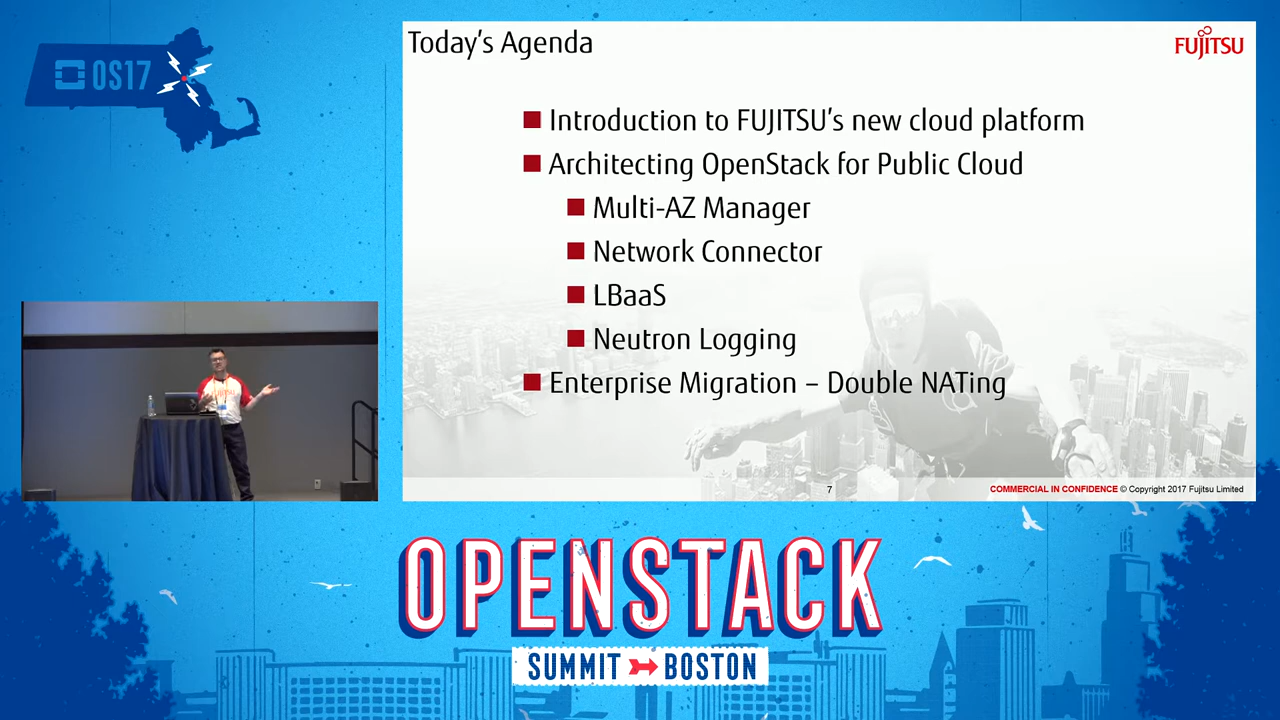 OS17
Today's Agenda
FUJITSU
Introduction to FUJITSU's new cloud platform
Architecting OpenStack for Public Cloud
Multi-AZ Manager
Network Connector
LBaaS
Neutron Logging
Enterprise Migration – Double NATing
7
COMMERCIAL IN CONFIDENCE © Copyright 2017 Fujitsu Limited
OPENSTACK
SUMMIT BOSTON